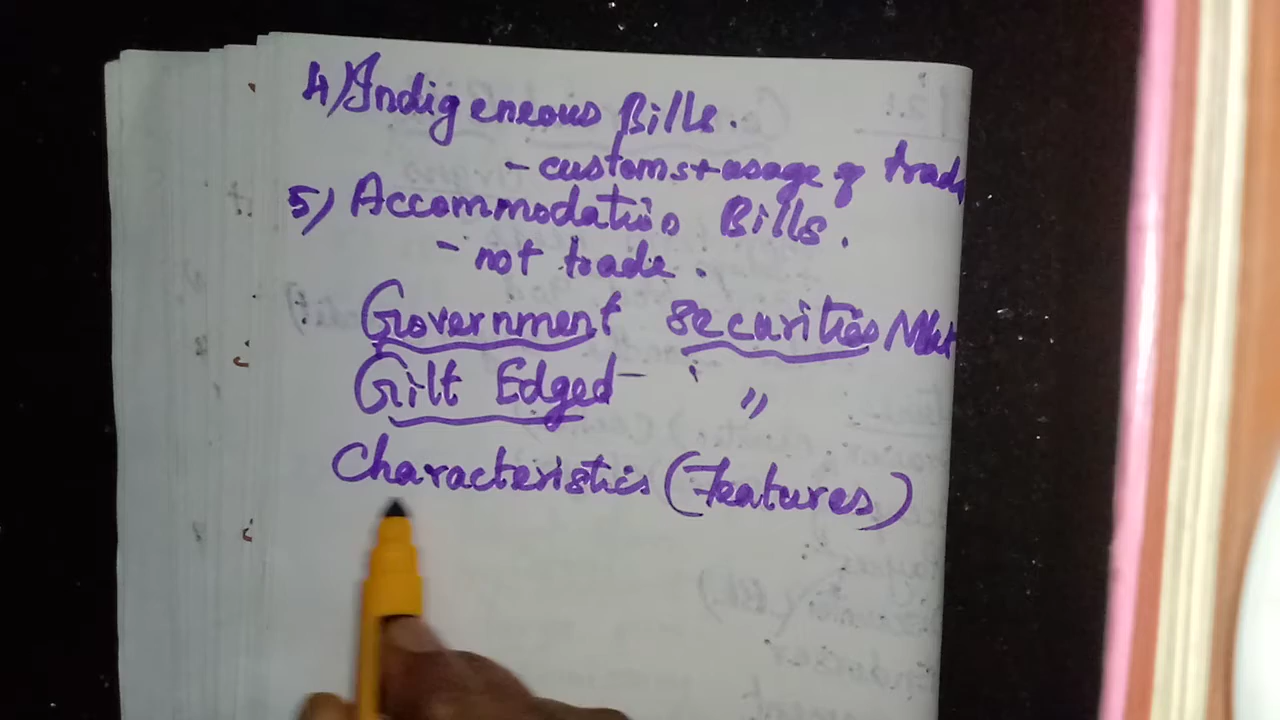 4) Indigeneous Bills.
- customs + usage of trade
5) Accommodation Bills.
- not trade.
Government Securities Mkt
Gilt Edged - " "
Characteristics (Features)